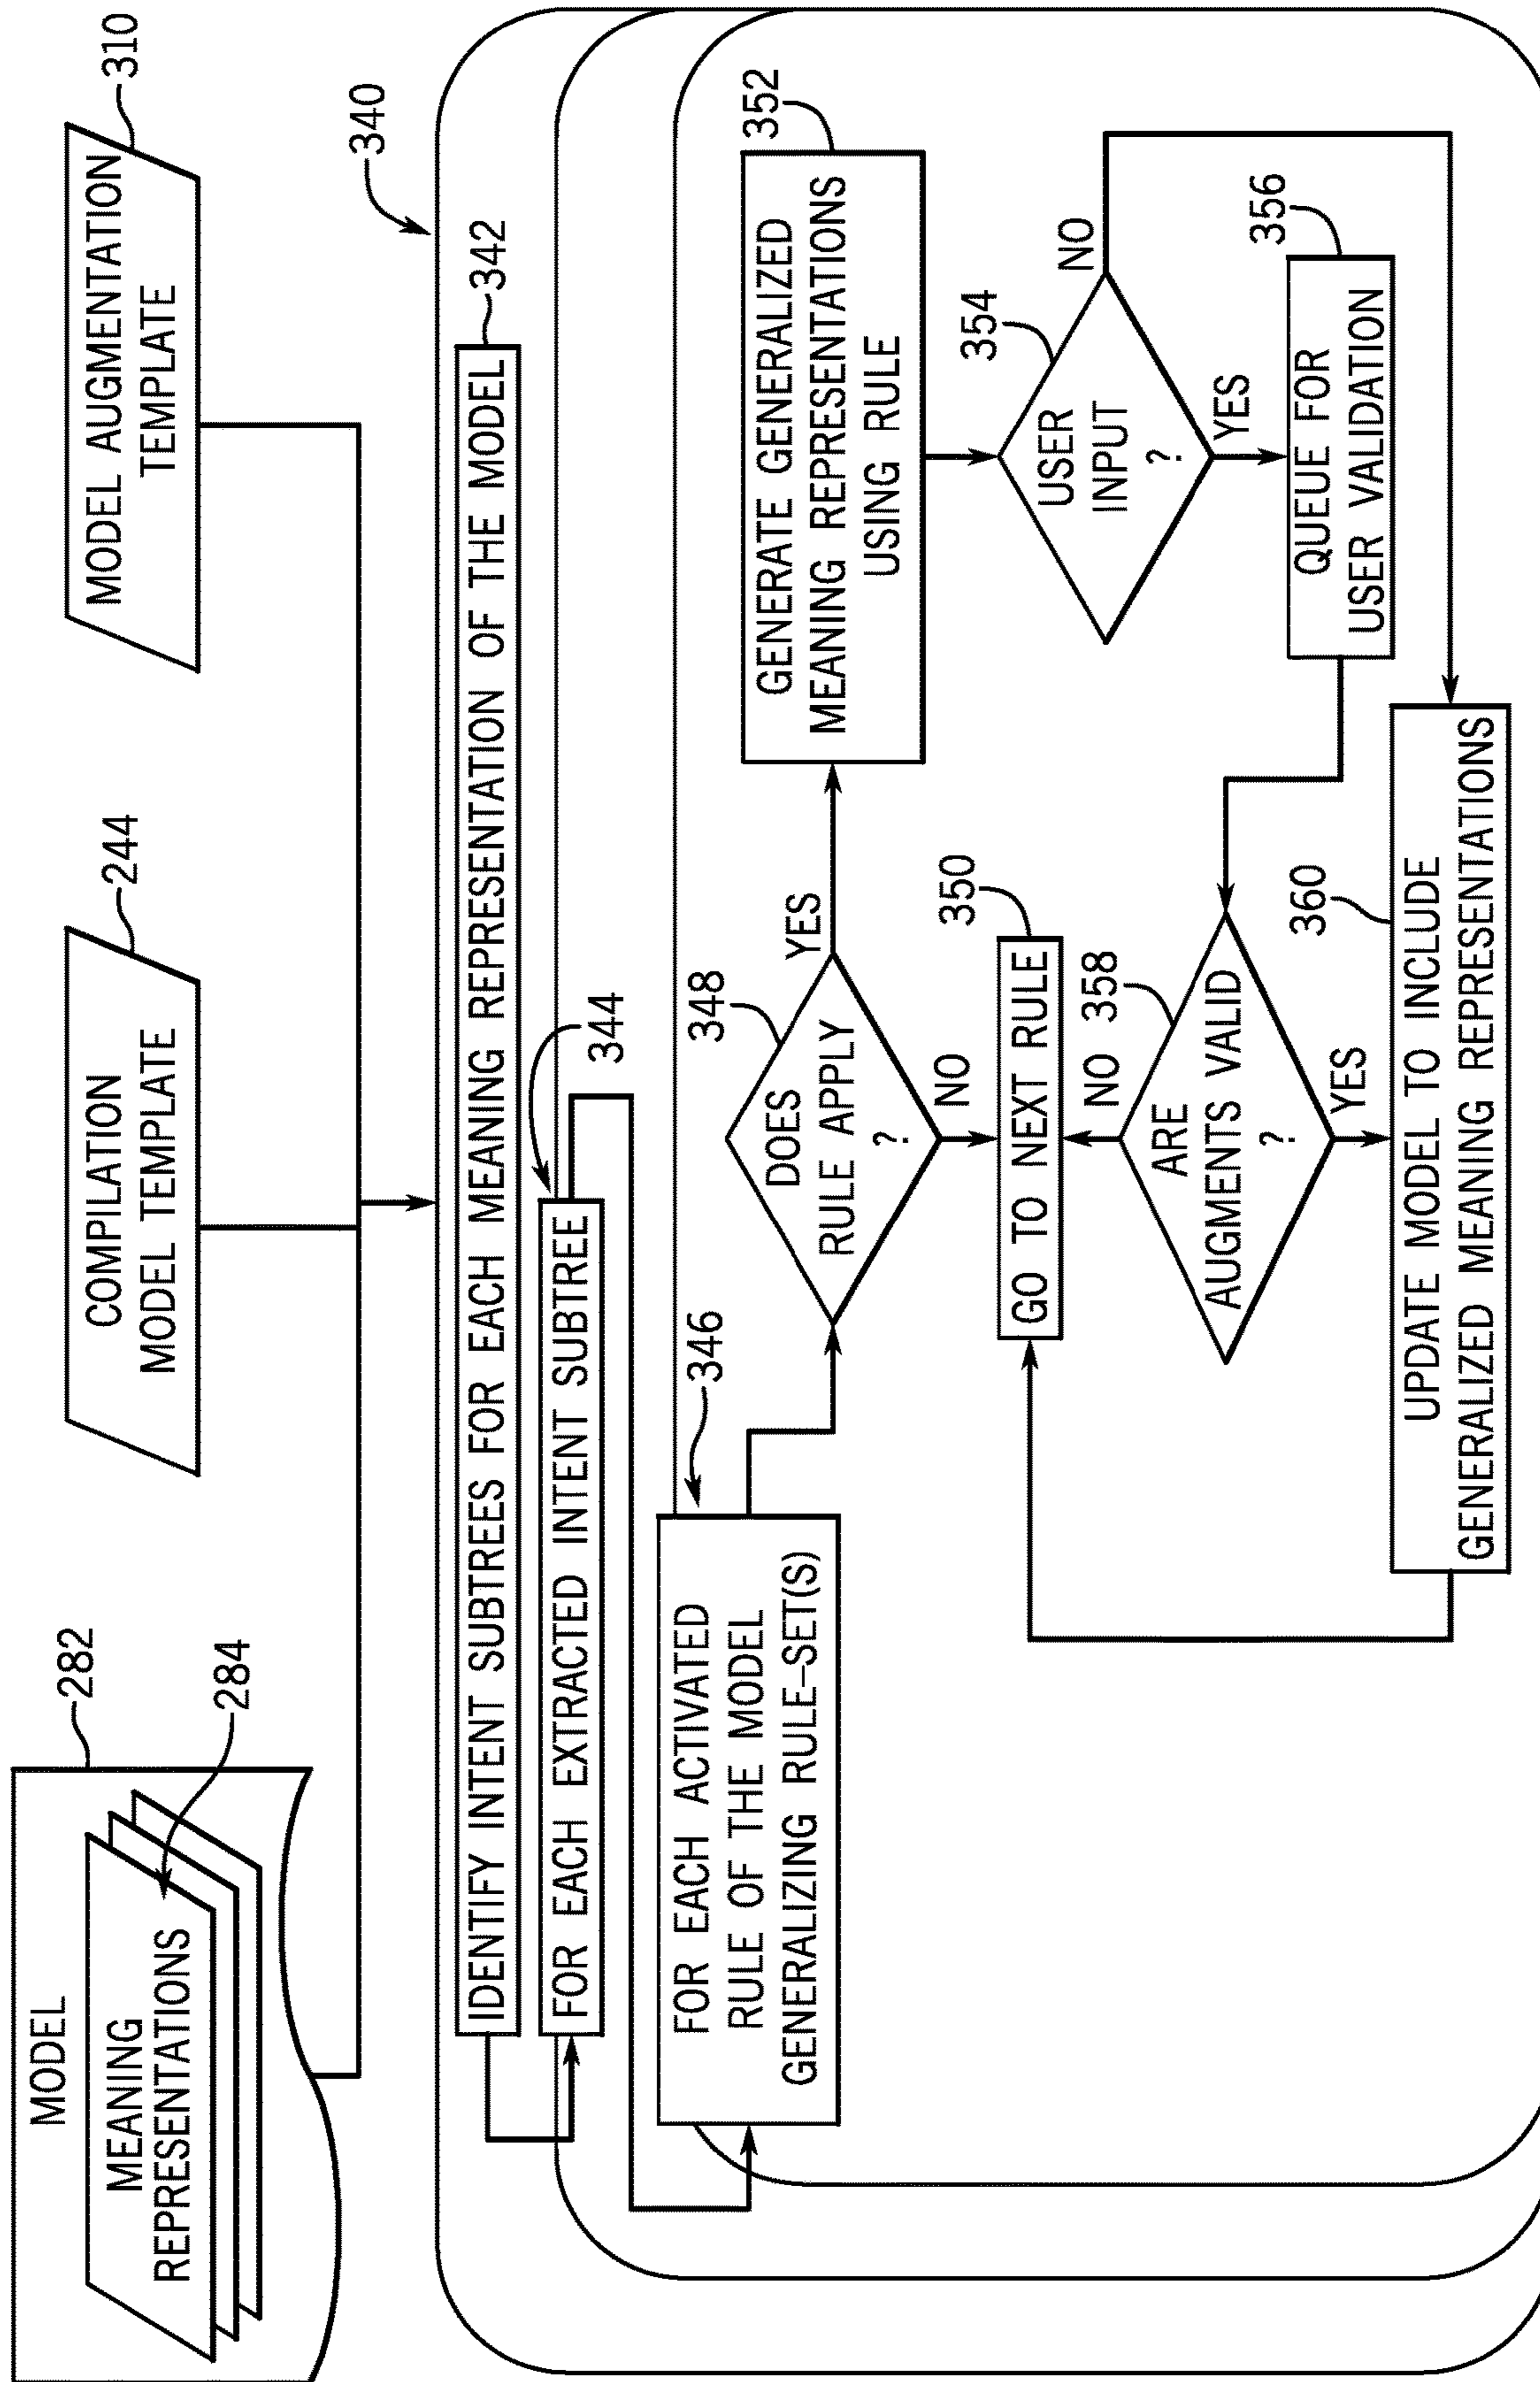 MODEL
282
MEANING
REPRESENTATIONS
284
COMPILATION
MODEL TEMPLATE
244
MODEL AUGMENTATION
TEMPLATE
310
340
IDENTIFY INTENT SUBTREES FOR EACH MEANING REPRESENTATION OF THE MODEL
342
FOR EACH EXTRACTED INTENT SUBTREE
344
FOR EACH ACTIVATED
RULE OF THE MODEL
GENERALIZING RULE-SET(S)
346
DOES
RULE APPLY
?
348
YES
NO
GENERATE GENERALIZED
MEANING REPRESENTATIONS
USING RULE
352
GO TO NEXT RULE
350
USER
INPUT
?
354
NO
YES
QUEUE FOR
USER VALIDATION
356
ARE
AUGMENTS VALID
?
358
NO
YES
UPDATE MODEL TO INCLUDE
GENERALIZED MEANING REPRESENTATIONS
360